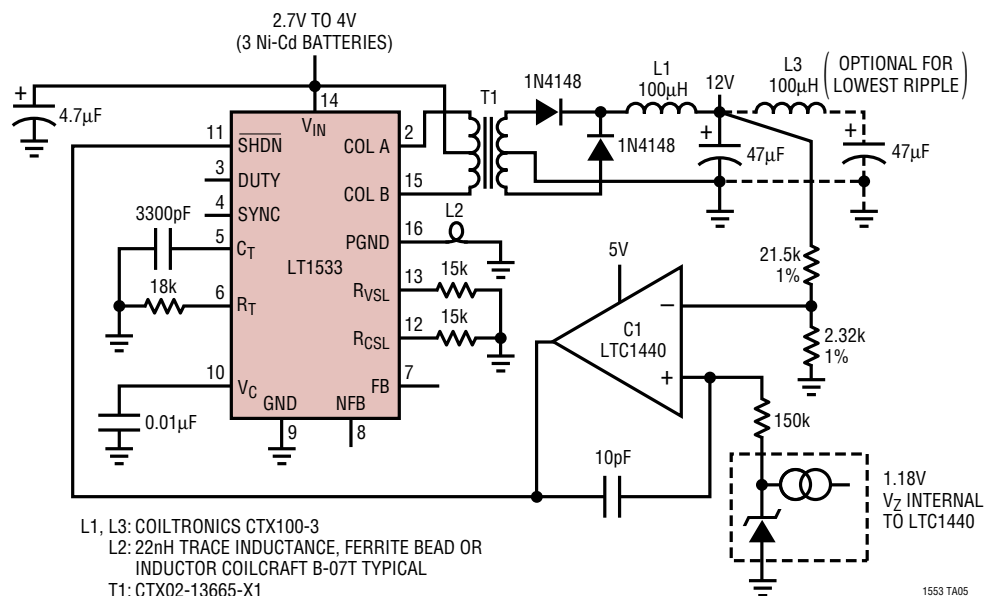 2.7V TO 4V
(3 Ni-Cd BATTERIES)
+
4.7µF
14
VIN
11
SHDN
COL A
2
3
DUTY
4
SYNC
COL B
15
3300pF
5
CT
PGND
16
L2
LT1533
18k
6
RT
RVSL
13
15k
RCSL
12
15k
10
VC
FB
7
0.01µF
GND
NFB
9
8
T1
1N4148
1N4148
L1
100µH
12V
L3
100µH
(OPTIONAL FOR
LOWEST RIPPLE)
+
47µF
+
47µF
21.5k
1%
5V
–
C1
LTC1440
+
2.32k
1%
150k
10pF
1.18V
VZ INTERNAL
TO LTC1440
L1, L3: COILTRONICS CTX100-3
L2: 22nH TRACE INDUCTANCE, FERRITE BEAD OR
INDUCTOR COILCRAFT B-07T TYPICAL
T1: CTX02-13665-X1
1553 TA05